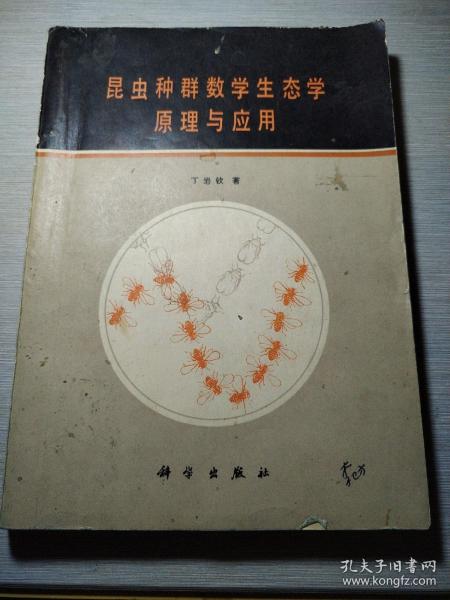 昆虫种群数学生态学
原理与应用
丁岩钦 著
科学出版社
孔夫子旧书网
www.kongfz.com